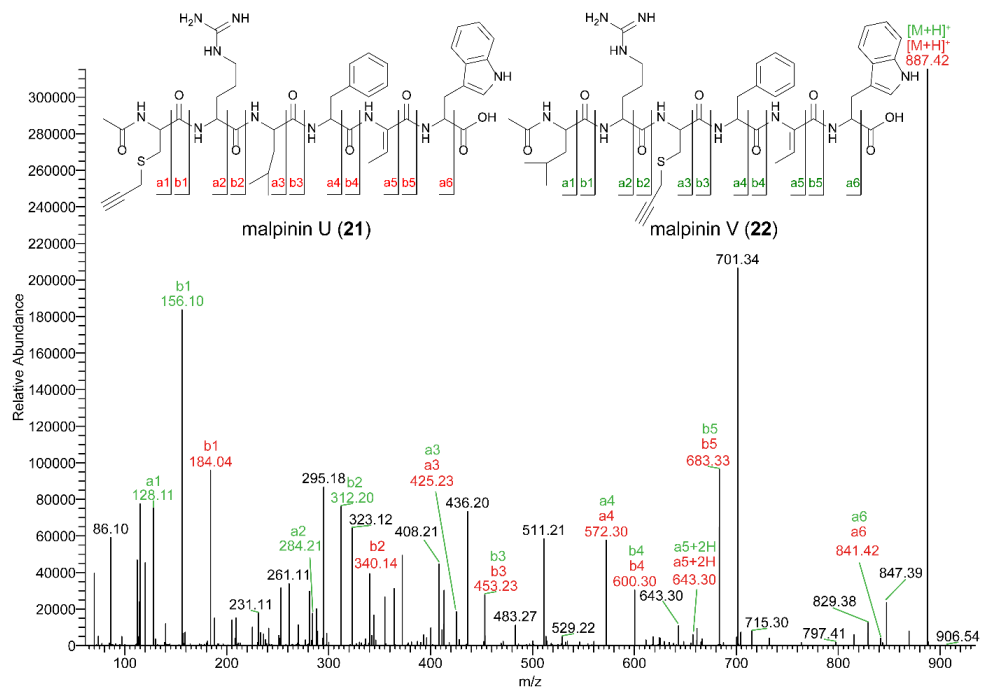 H₂N NH
HN
O
H
N
N
H
O
H
N
O
N
H
O
H
N
O
N
H
O
OH
NH
O
S
a1 b1 a2 b2 a3 b3 a4 b4 a5 b5 a6
malpinin U (21)
H₂N NH
HN
O
H
N
N
H
O
H
N
O
N
H
O
H
N
O
N
H
O
OH
NH
O
S
a1 b1 a2 b2 a3 b3 a4 b4 a5 b5 a6
malpinin V (22)
[M+H]⁺
[M+H]⁺
887.42
Relative Abundance
300000
280000
260000
240000
220000
200000
180000
160000
140000
120000
100000
80000
60000
40000
20000
0
86.10
a1
128.11
b1
156.10
b1
184.04
231.11
261.11
a2
284.21
295.18
b2
312.20
323.12
b2
340.14
408.21
a3
a3
425.23
436.20
b3
b3
453.23
483.27
511.21
529.22
a4
a4
572.30
b4
b4
600.30
643.30
a5+2H
a5+2H
643.30
b5
b5
683.33
701.34
715.30
797.41
829.38
a6
a6
841.42
847.39
906.54
100 200 300 400 500 600 700 800 900
m/z